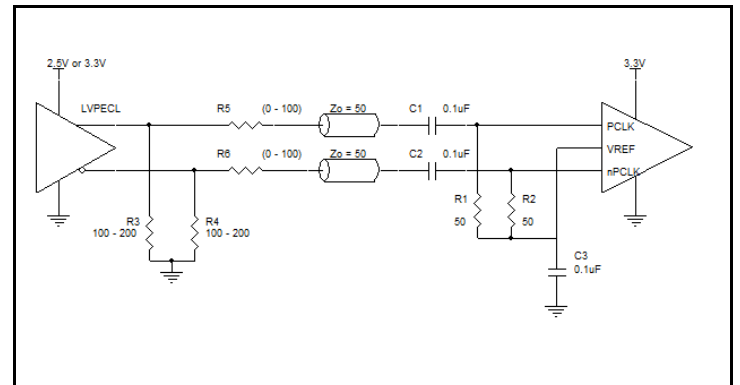 2.5V or 3.3V
3.3V
LVPECL
R5
(0 - 100)
Zo = 50
C1
0.1uF
PCLK
VREF
R6
(0 - 100)
Zo = 50
C2
0.1uF
nPCLK
R1
50
R2
50
R3
100 - 200
R4
100 - 200
C3
0.1uF